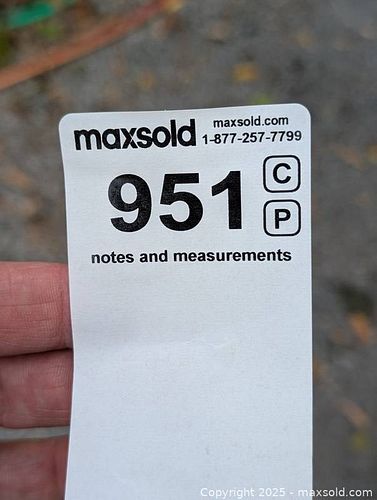 maxsold maxsold.com
1-877-257-7799
951 C
P
notes and measurements
Copyright 2025 - maxsold.com